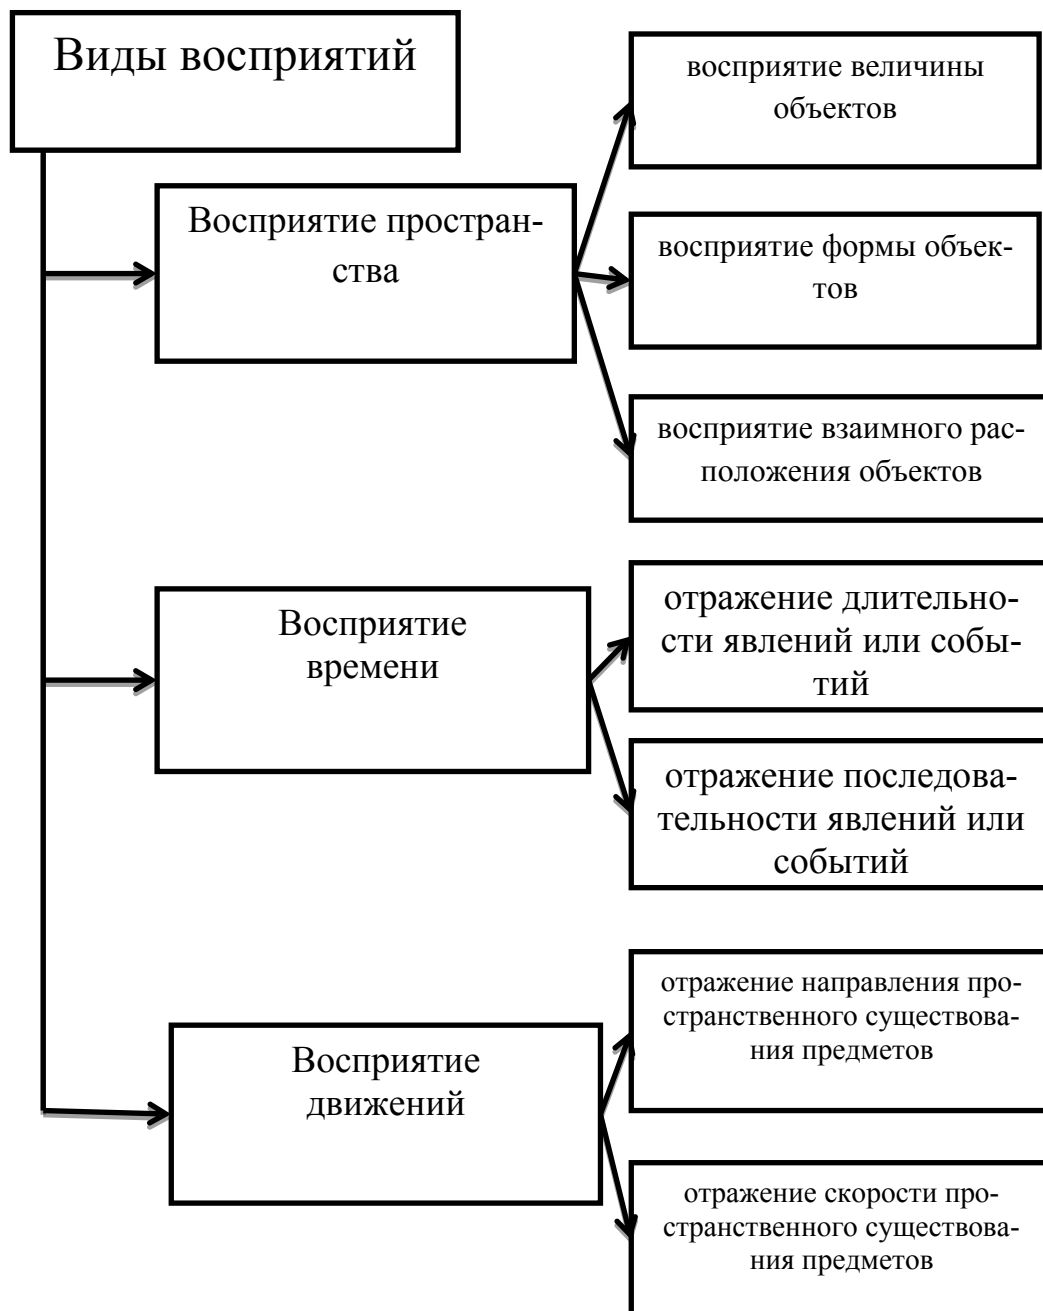 Виды восприятий
Восприятие простран-
ства
восприятие величины
объектов
восприятие формы объек-
тов
восприятие взаимного рас-
положения объектов
Восприятие
времени
отражение длительно-
сти явлений или собы-
тий
отражение последова-
тельности явлений или
событий
Восприятие
движений
отражение направления про-
странственного существова-
ния предметов
отражение скорости про-
странственного существова-
ния предметов